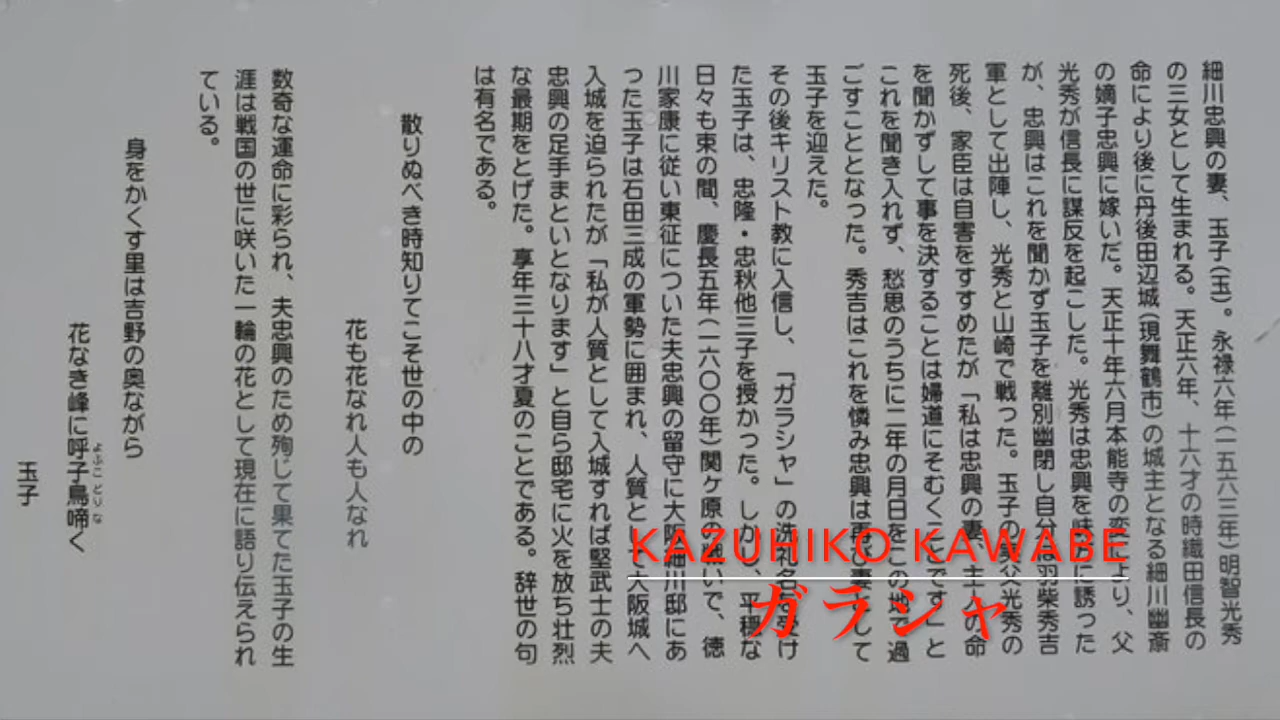 細川忠興の妻、玉子(玉)。永禄六年(一五六三年)明智光秀
の三女として生まれる。天正六年、十六才の時織田信長の
命により後に丹後田辺城(現舞鶴市)の城主となる細川幽斎
の嫡子忠興に嫁いだ。天正十年六月本能寺の変により、父
光秀が信長に謀反を起こした。光秀は忠興を味方に誘った
が、忠興はこれを聞かず玉子を離別幽閉し自分は羽柴秀吉
軍として出陣し、光秀と山崎で戦った。玉子の実父光秀の
死後、家臣は自害をすすめたが「私は忠興の妻、主人の命
を聞かずして事を決することは婦道にそむくことです」と
これを聞き入れず、愁思のうちに二年の月日をこの地で過
ごすこととなった。秀吉はこれを憐み忠興は再び妻として
玉子を迎えた。
その後キリスト教に入信し、「ガラシャ」の洗礼名を受け
た玉子は、忠隆・忠秋他三子を授かった。しかし、平穏な
日々も束の間、慶長五年(一六〇〇年)関ヶ原の戦いで、徳
川家康に従い東征についた夫忠興の留守に大阪細川邸にあ
った玉子は石田三成の軍勢に囲まれ、人質として大阪城へ
入城を迫られたが「私が人質として入城すれば堅武士の夫
忠興の足手まといとなります」と自ら邸宅に火を放ち壮烈
な最期をとげた。享年三十八才夏のことである。辞世の句
は有名である。
散りぬべき時知りてこそ世の中の
花も花なれ人も人なれ
数奇な運命に彩られ、夫忠興のため殉じて果てた玉子の生
涯は戦国の世に咲いた一輪の花として現在に語り伝えられ
ている。
身をかくす里は吉野の奥ながら
花なき峰に呼子鳥啼く
よぶこ どり な
玉子
KAZUHIKO KAWABE
ガラシャ